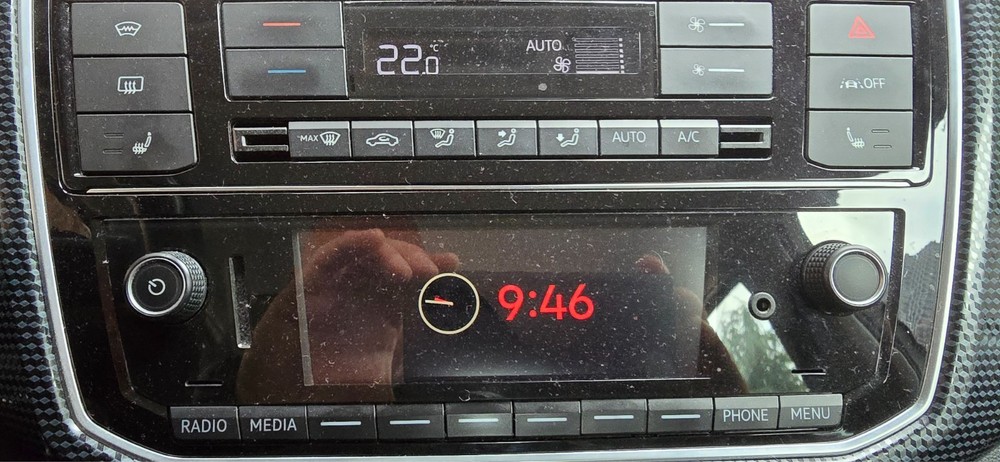 22.0 °C
AUTO
OFF
MAX
AUTO
A/C
9:46
RADIO
MEDIA
PHONE
MENU